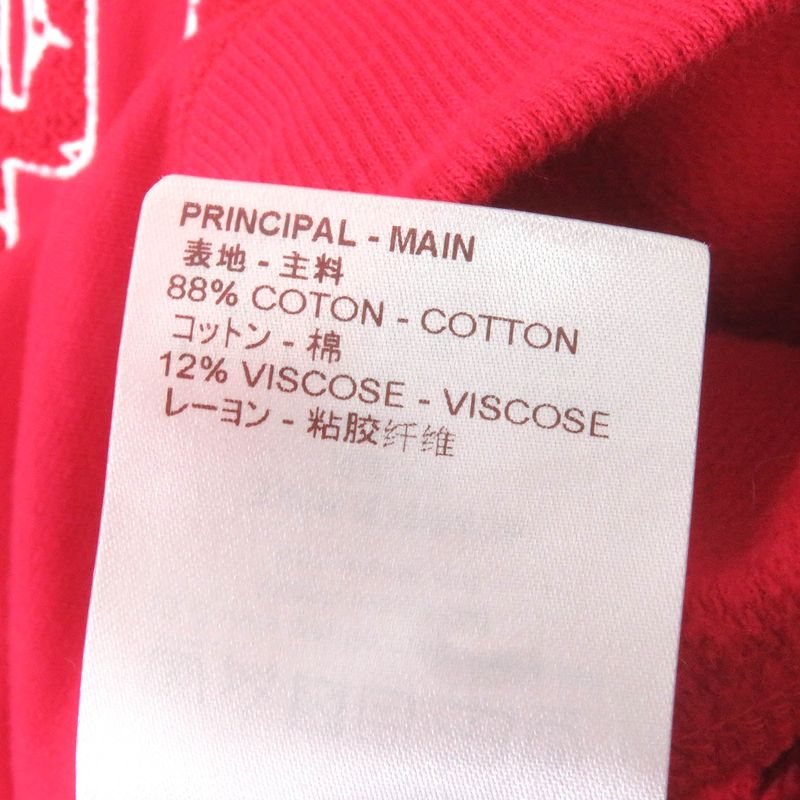 PRINCIPAL - MAIN
表地 - 主料
88% COTON - COTTON
コットン - 棉
12% VISCOSE - VISCOSE
レーヨン - 粘胶纤维